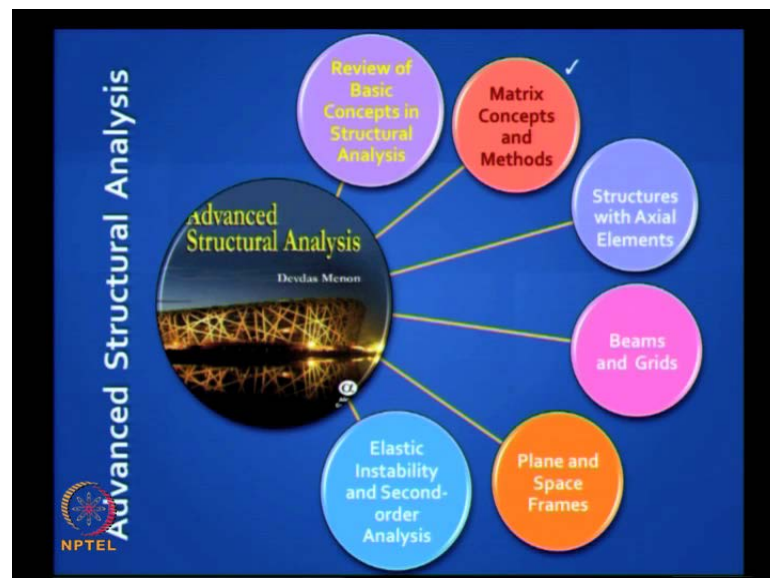 Advanced Structural Analysis
Review of
Basic
Concepts in
Structural
Analysis
Matrix
Concepts
and
Methods
Structures
with Axial
Elements
Beams
and Grids
Plane and
Space
Frames
Elastic
Instability
and Second-
order
Analysis
Advanced
Structural Analysis
Devdas Menon
α
NPTEL